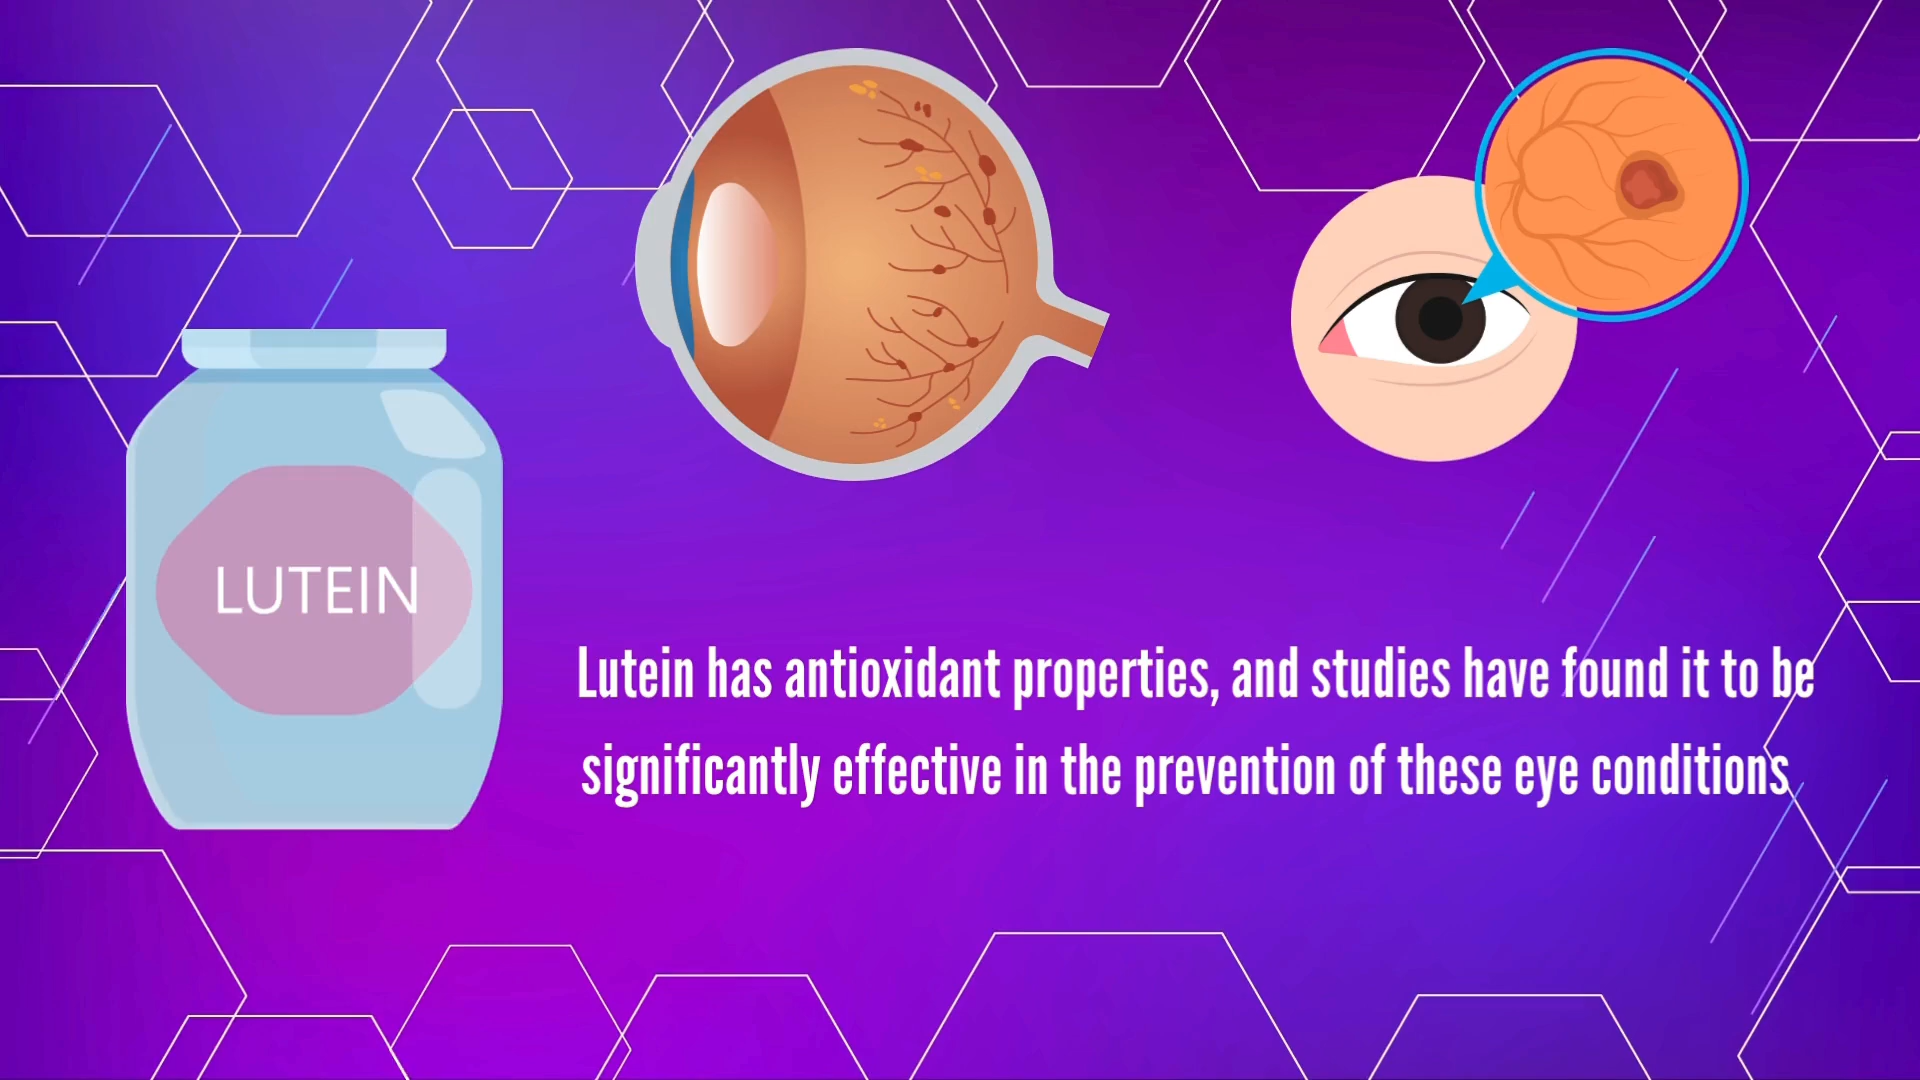 LUTEIN
Lutein has antioxidant properties, and studies have found it to be
significantly effective in the prevention of these eye conditions